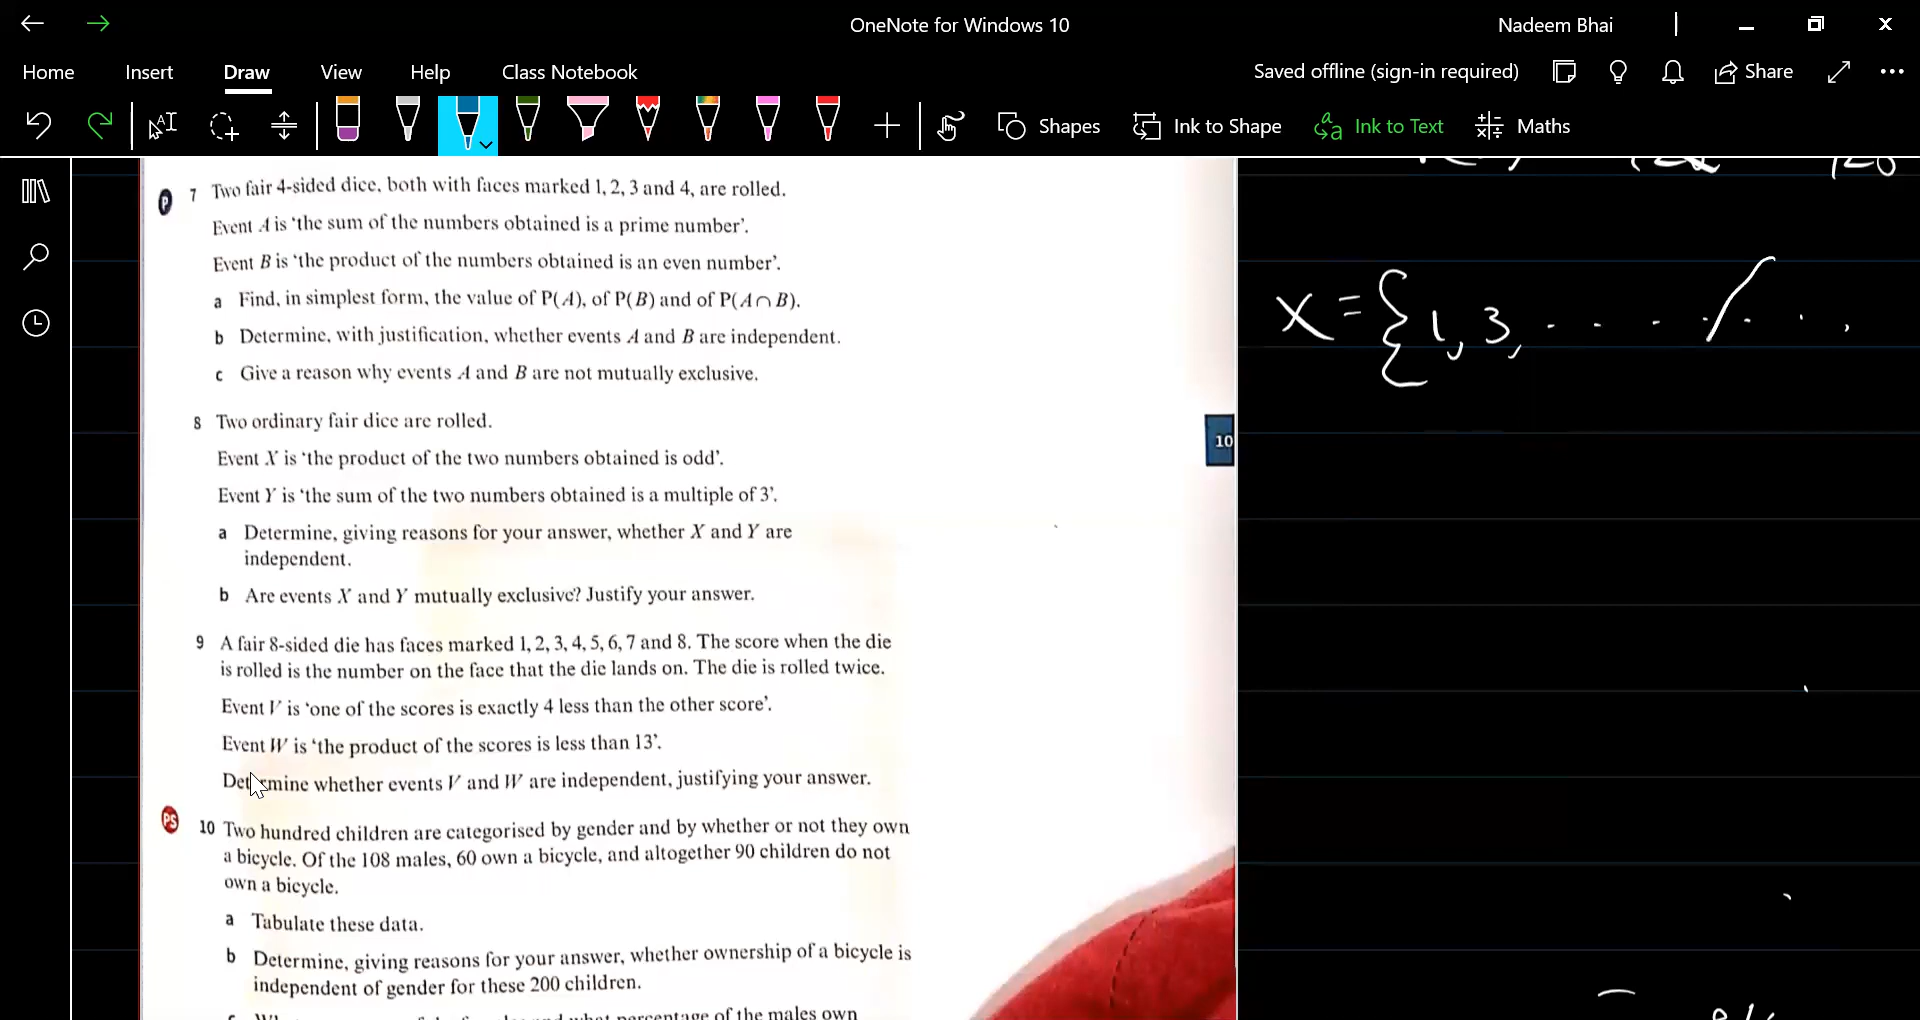 OneNote for Windows 10
Nadeem Bhai
Home Insert Draw View Help Class Notebook
Saved offline (sign-in required) Share
Shapes Ink to Shape Ink to Text Maths
P 7 Two fair 4-sided dice, both with faces marked 1, 2, 3 and 4, are rolled.
Event A is ‘the sum of the numbers obtained is a prime number’.
Event B is ‘the product of the numbers obtained is an even number’.
a Find, in simplest form, the value of P(A), of P(B) and of P(A∩B).
b Determine, with justification, whether events A and B are independent.
c Give a reason why events A and B are not mutually exclusive.
X = { 1, 3,
8 Two ordinary fair dice are rolled.
10
Event X is ‘the product of the two numbers obtained is odd’.
Event Y is ‘the sum of the two numbers obtained is a multiple of 3’.
a Determine, giving reasons for your answer, whether X and Y are
independent.
b Are events X and Y mutually exclusive? Justify your answer.
9 A fair 8-sided die has faces marked 1, 2, 3, 4, 5, 6, 7 and 8. The score when the die
is rolled is the number on the face that the die lands on. The die is rolled twice.
Event V is ‘one of the scores is exactly 4 less than the other score’.
Event W is ‘the product of the scores is less than 13’.
Determine whether events V and W are independent, justifying your answer.
PS 10 Two hundred children are categorised by gender and by whether or not they own
a bicycle. Of the 108 males, 60 own a bicycle, and altogether 90 children do not
own a bicycle.
a Tabulate these data.
b Determine, giving reasons for your answer, whether ownership of a bicycle is
independent of gender for these 200 children.
percentage of the males own